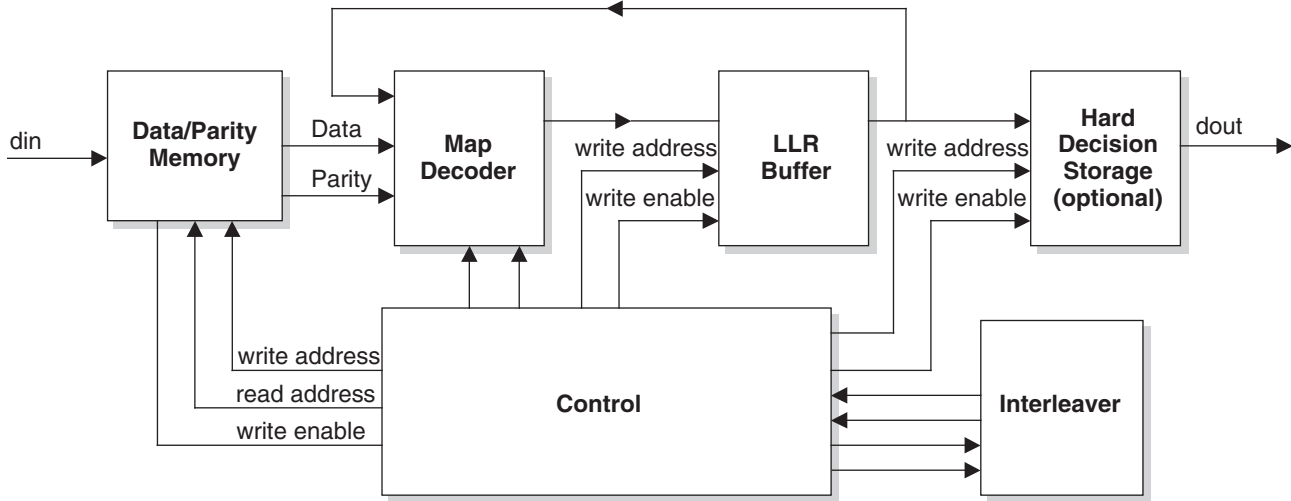 din
Data/Parity
Memory
Data
Parity
Map
Decoder
write address
write enable
LLR
Buffer
write address
write enable
Hard
Decision
Storage
(optional)
dout
write address
read address
write enable
Control
Interleaver